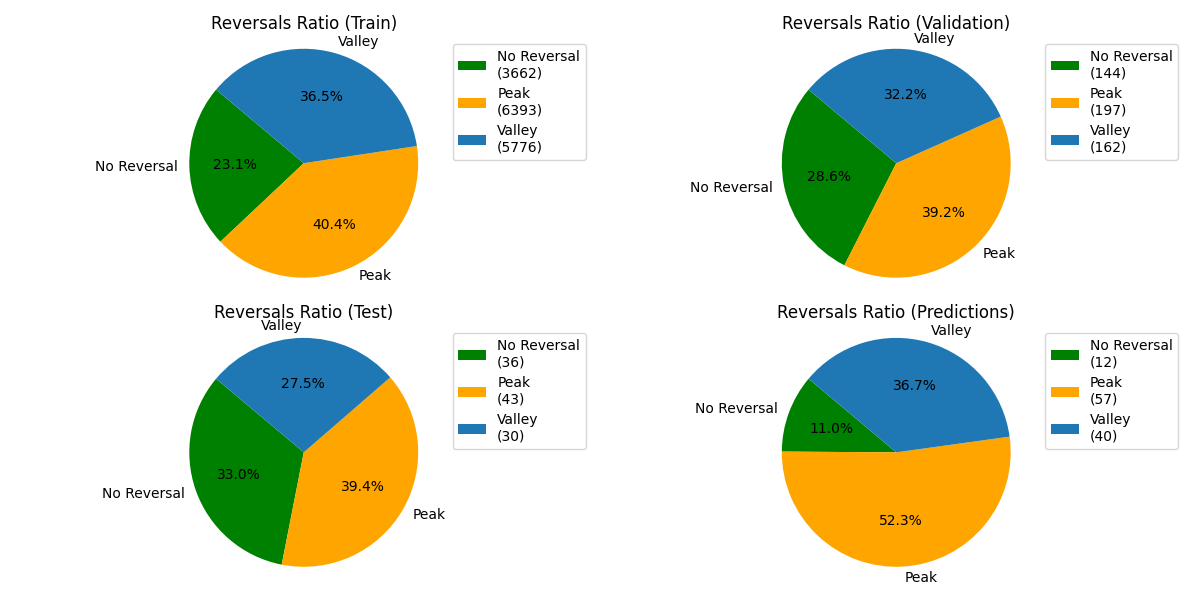 Reversals Ratio (Train)
Valley
36.5%
No Reversal
23.1%
40.4%
Peak
No Reversal
(3662)
Peak
(6393)
Valley
(5776)
Reversals Ratio (Validation)
Valley
32.2%
No Reversal
28.6%
39.2%
Peak
No Reversal
(144)
Peak
(197)
Valley
(162)
Reversals Ratio (Test)
Valley
27.5%
No Reversal
33.0%
39.4%
Peak
No Reversal
(36)
Peak
(43)
Valley
(30)
Reversals Ratio (Predictions)
Valley
36.7%
No Reversal
11.0%
52.3%
Peak
No Reversal
(12)
Peak
(57)
Valley
(40)